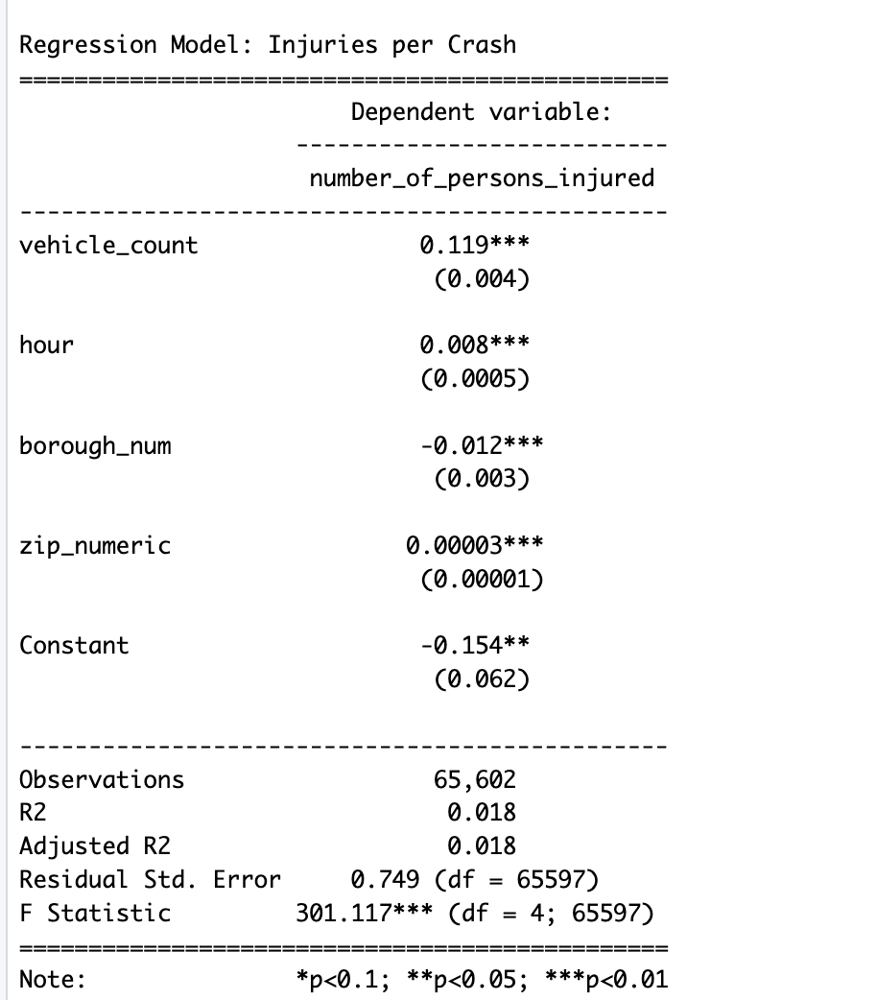 Regression Model: Injuries per Crash
===============================================
Dependent variable:
---------------------------
number_of_persons_injured
-----------------------------------------------
vehicle_count 0.119***
(0.004)
hour 0.008***
(0.0005)
borough_num -0.012***
(0.003)
zip_numeric 0.00003***
(0.00001)
Constant -0.154**
(0.062)
-----------------------------------------------
Observations 65,602
R2 0.018
Adjusted R2 0.018
Residual Std. Error 0.749 (df = 65597)
F Statistic 301.117*** (df = 4; 65597)
===============================================
Note: *p<0.1; **p<0.05; ***p<0.01